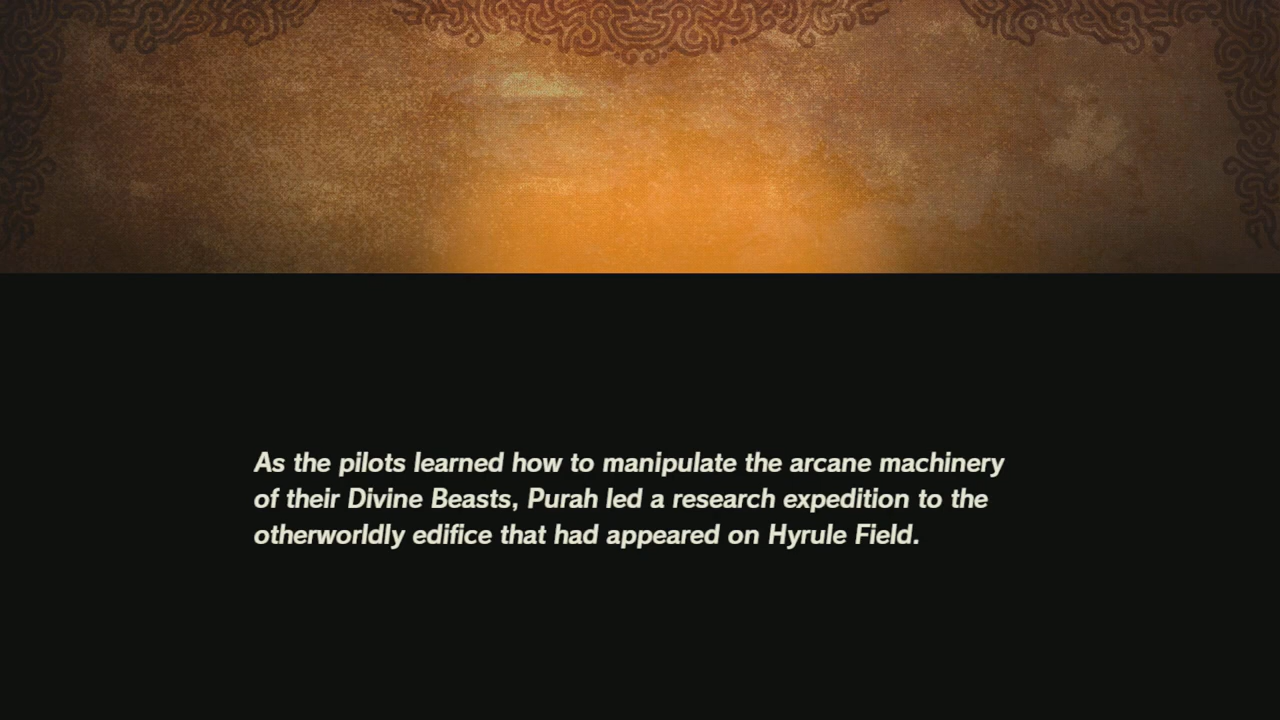 As the pilots learned how to manipulate the arcane machinery
of their Divine Beasts, Purah led a research expedition to the
otherworldly edifice that had appeared on Hyrule Field.